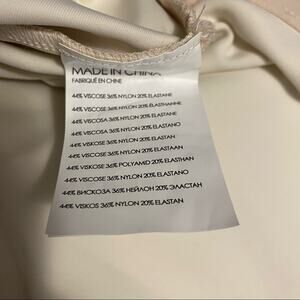 MADE IN CHINA
FABRIQUÉ EN CHINE
44% VISCOSE 36% NYLON 20% ELASTANE
44% VISCOSE 36% NYLON 20% ÉLASTHANNE
44% VISCOSA 36% NYLON 20% ELASTANE
44% VISCOSA 36% NYLON 20% ELASTANO
44% VISKOSE 36% NYLON 20% ELASTAN
44% VISCOSE 36% NYLON 20% ELASTAAN
44% VISKOSE 36% POLYAMID 20% ELASTHAN
44% VISCOSE 36% NYLON 20% ELASTANO
44% ВИСКОЗА 36% НЕЙЛОН 20% ЭЛАСТАН
44% VISKOS 36% NYLON 20% ELASTAN